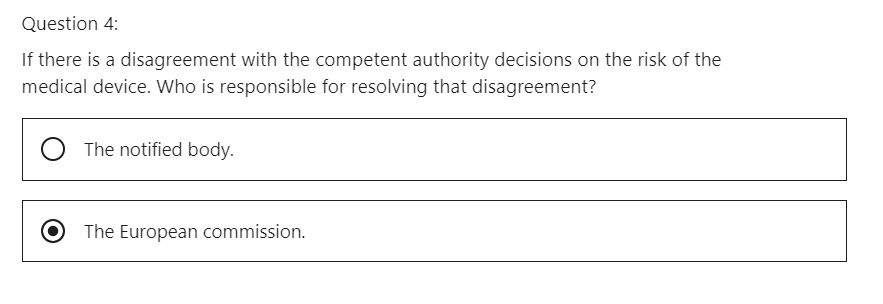 Question 4:
If there is a disagreement with the competent authority decisions on the risk of the
medical device. Who is responsible for resolving that disagreement?
The notified body.
The European commission.